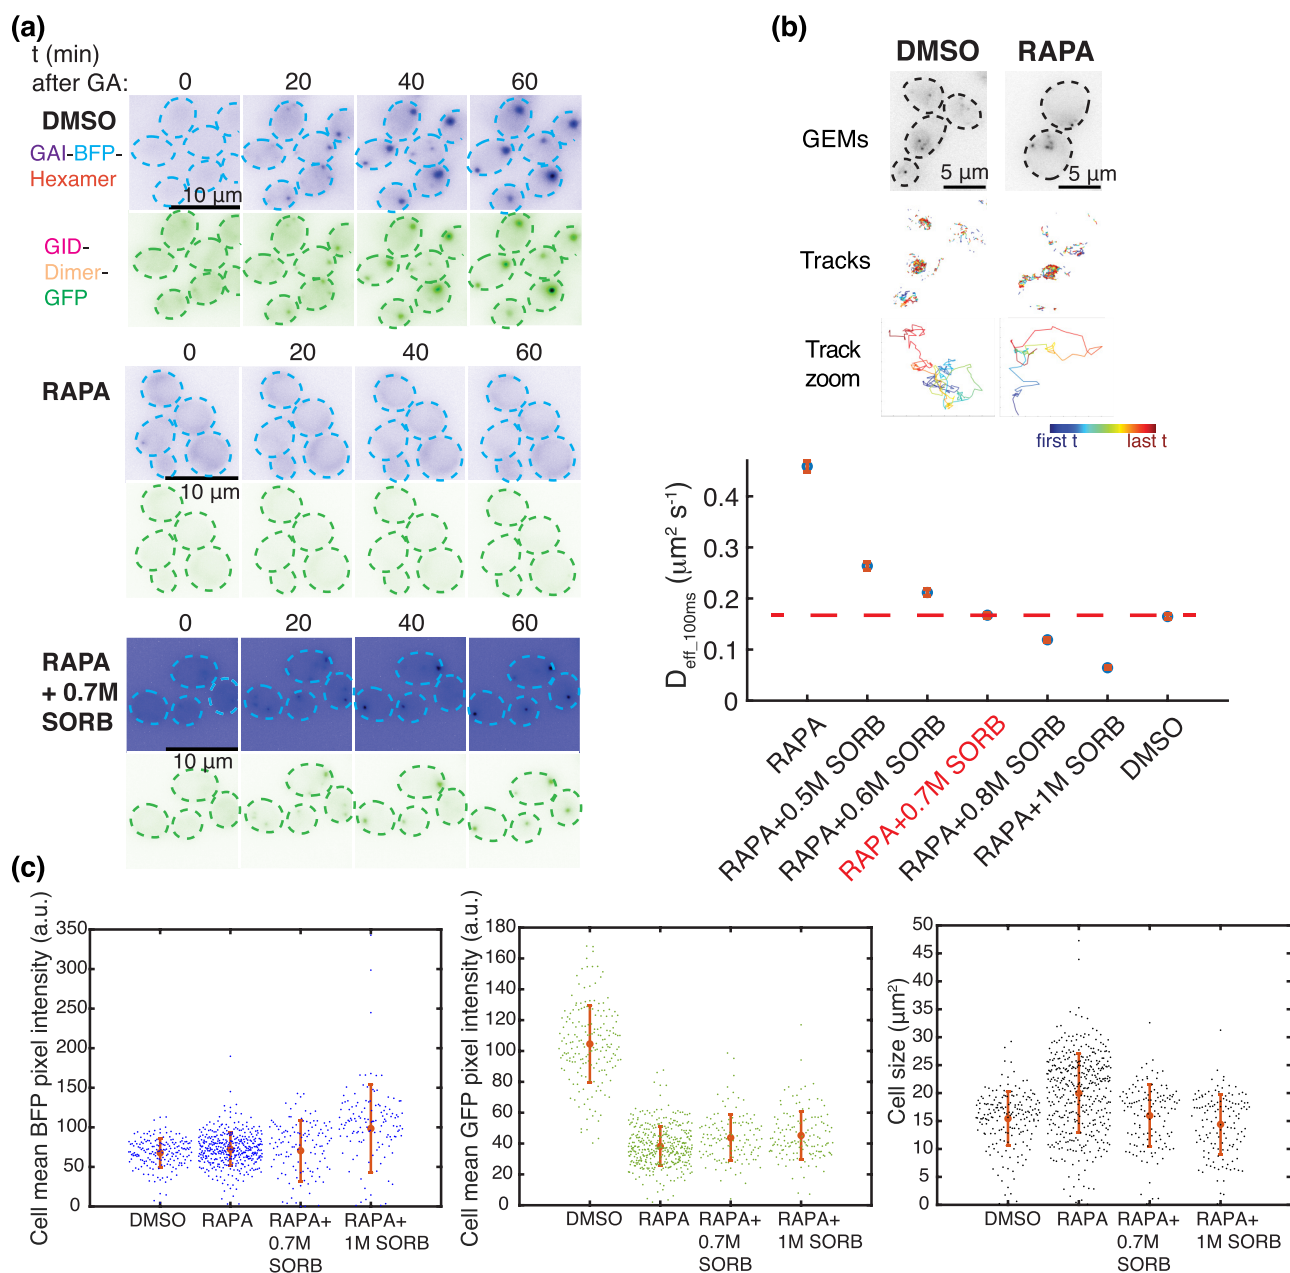 (a)
t (min)
after GA:
0 20 40 60
DMSO
GAI-BFP-
Hexamer
10 μm
GID-
Dimer-
GFP
0 20 40 60
RAPA
10 μm
0 20 40 60
RAPA
+ 0.7M
SORB
10 μm
(b)
DMSO RAPA
GEMs
5 μm 5 μm
Tracks
Track
zoom
first t last t
D_eff_100ms (μm² s⁻¹)
0.4
0.3
0.2
0.1
0
RAPA
RAPA+0.5M SORB
RAPA+0.6M SORB
RAPA+0.7M SORB
RAPA+0.8M SORB
RAPA+1M SORB
DMSO
(c)
Cell mean BFP pixel intensity (a.u.)
350
300
250
200
150
100
50
0
DMSO RAPA RAPA+ RAPA+
0.7M 1M SORB
SORB
Cell mean GFP pixel intensity (a.u.)
180
160
140
120
100
80
60
40
20
0
DMSO RAPA RAPA+ RAPA+
0.7M 1M SORB
SORB
Cell size (μm²)
50
40
30
20
10
0
DMSO RAPA RAPA+ RAPA+
0.7M 1M SORB
SORB